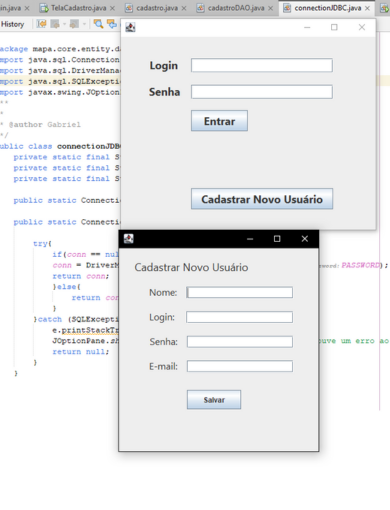 in.java × TelaCadastro.java × cadastro.java × cadastroDAO.java × connectionJDBC.java ×
History
ackage mapa.core.entity.da
mport java.sql.Connection
mport java.sql.DriverMana
mport java.sql.SQLExcepti
mport javax.swing.JOption
**
*
* @author Gabriel
*/
ublic class connectionJDB
private static final S
private static final S
private static final S
public static Connecti
public static Connecti
try{
if(conn == nul
conn = DriverM
PASSWORD);
return conn;
}else{
return con
}
}catch (SQLExcepti
e.printStackTr
JOptionPane.sh
ouve um erro ao
return null;
}
}
Login
Senha
Entrar
Cadastrar Novo Usuário
Cadastrar Novo Usuário
Nome:
Login:
Senha:
E-mail:
Salvar